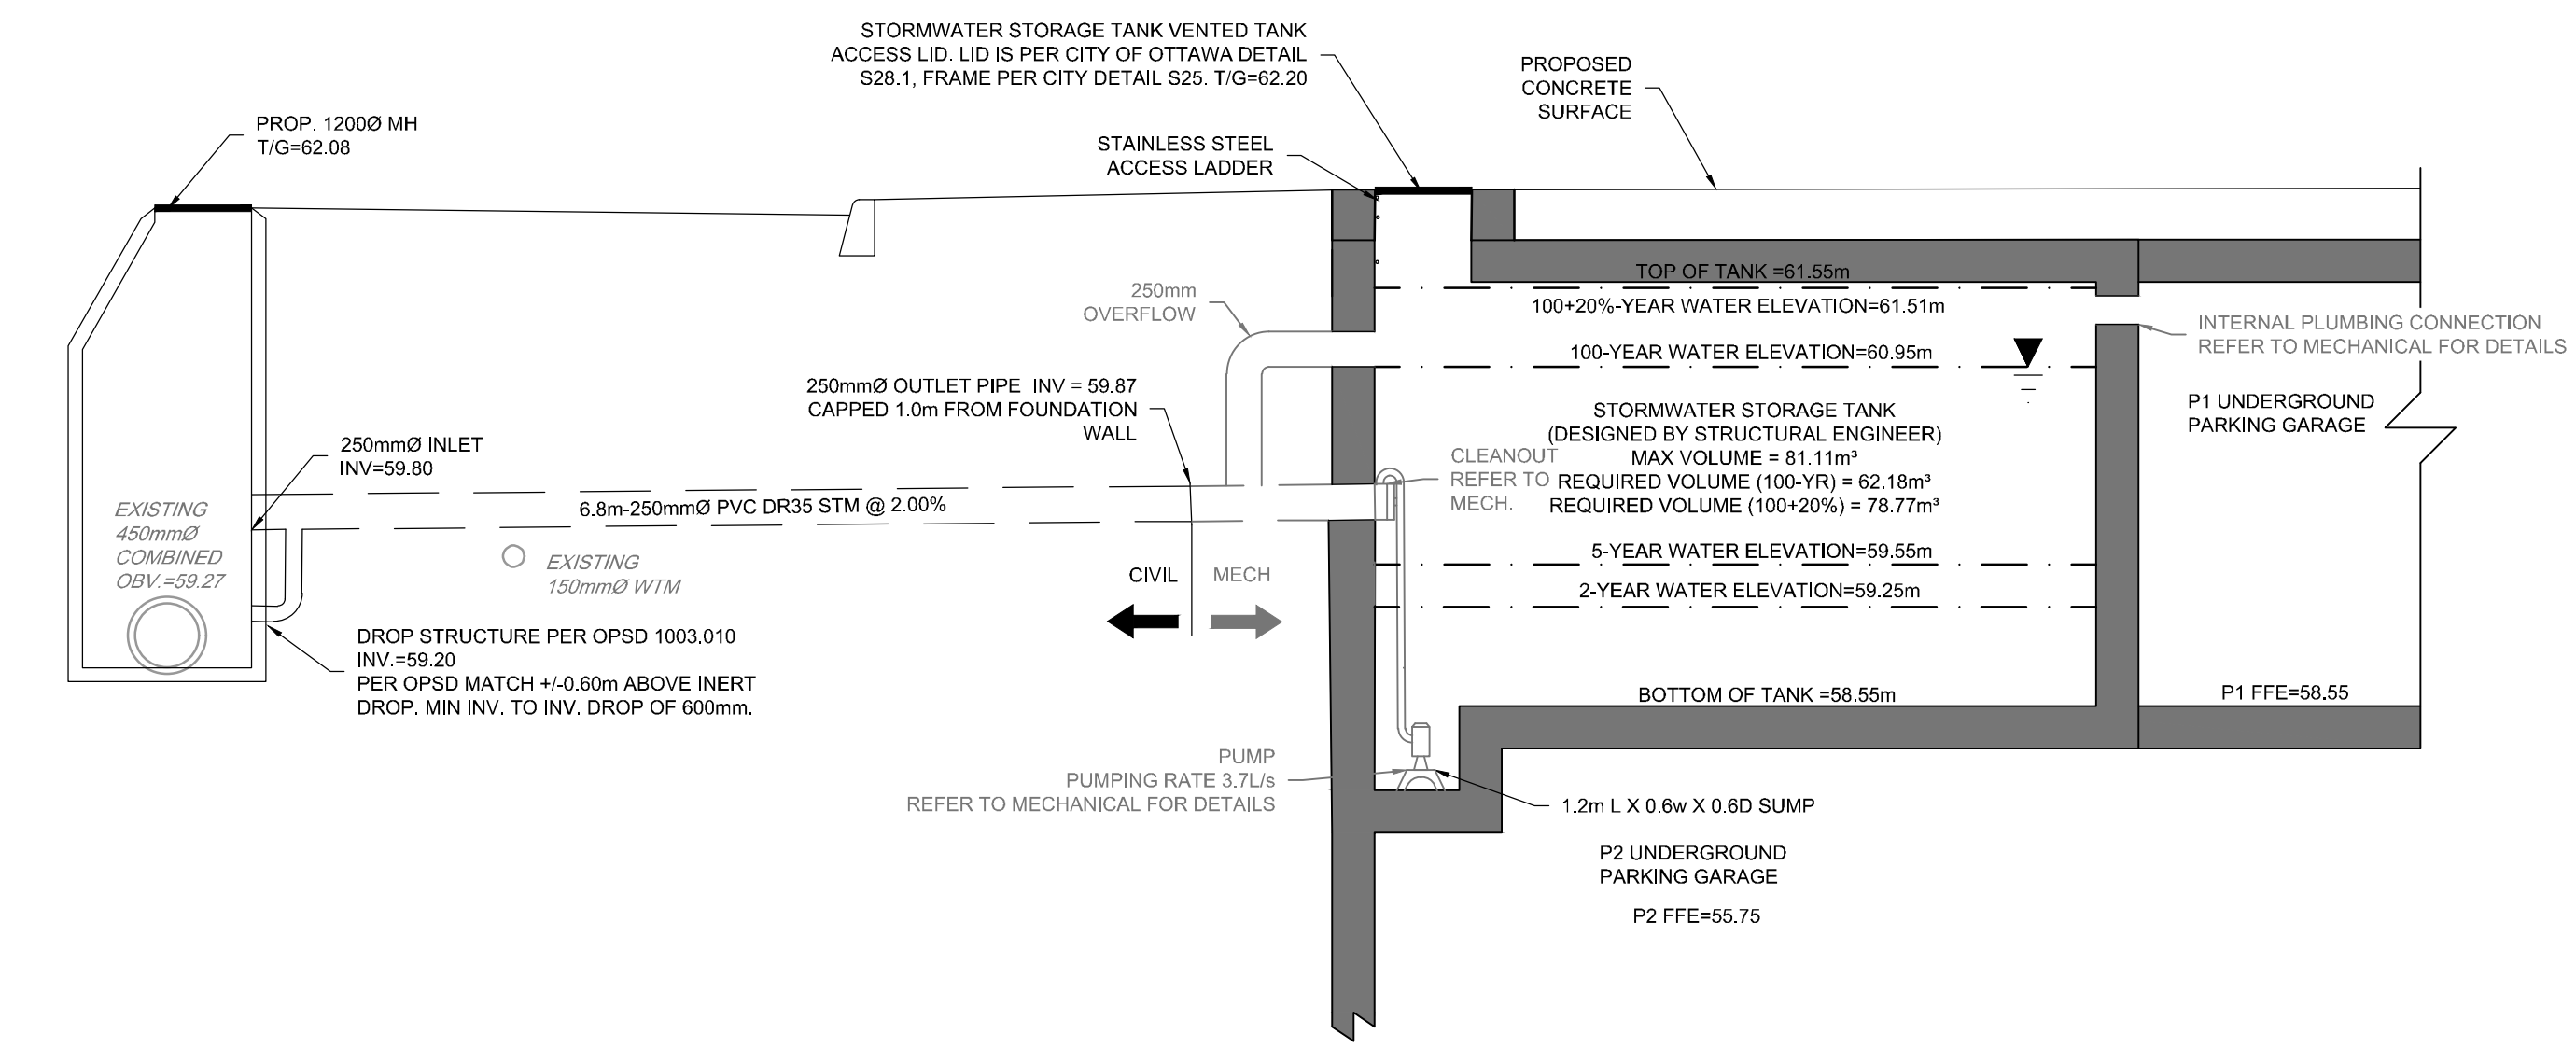 STORMWATER STORAGE TANK VENTED TANK
ACCESS LID. LID IS PER CITY OF OTTAWA DETAIL
S28.1, FRAME PER CITY DETAIL S25. T/G=62.20
PROPOSED
CONCRETE
SURFACE
PROP. 1200Ø MH
T/G=62.08
STAINLESS STEEL
ACCESS LADDER
TOP OF TANK =61.55m
250mm
OVERFLOW
100+20%-YEAR WATER ELEVATION=61.51m
INTERNAL PLUMBING CONNECTION
REFER TO MECHANICAL FOR DETAILS
100-YEAR WATER ELEVATION=60.95m
250mmØ OUTLET PIPE INV = 59.87
CAPPED 1.0m FROM FOUNDATION
WALL
P1 UNDERGROUND
PARKING GARAGE
STORMWATER STORAGE TANK
(DESIGNED BY STRUCTURAL ENGINEER)
MAX VOLUME = 81.11m³
REQUIRED VOLUME (100-YR) = 62.18m³
REQUIRED VOLUME (100+20%) = 78.77m³
CLEANOUT
REFER TO
MECH.
250mmØ INLET
INV=59.80
6.8m-250mmØ PVC DR35 STM @ 2.00%
EXISTING
450mmØ
COMBINED
OBV.=59.27
EXISTING
150mmØ WTM
CIVIL
MECH
5-YEAR WATER ELEVATION=59.55m
2-YEAR WATER ELEVATION=59.25m
DROP STRUCTURE PER OPSD 1003.010
INV.=59.20
PER OPSD MATCH +/-0.60m ABOVE INERT
DROP. MIN INV. TO INV. DROP OF 600mm.
BOTTOM OF TANK =58.55m
P1 FFE=58.55
PUMP
PUMPING RATE 3.7L/s
REFER TO MECHANICAL FOR DETAILS
1.2m L X 0.6w X 0.6D SUMP
P2 UNDERGROUND
PARKING GARAGE
P2 FFE=55.75